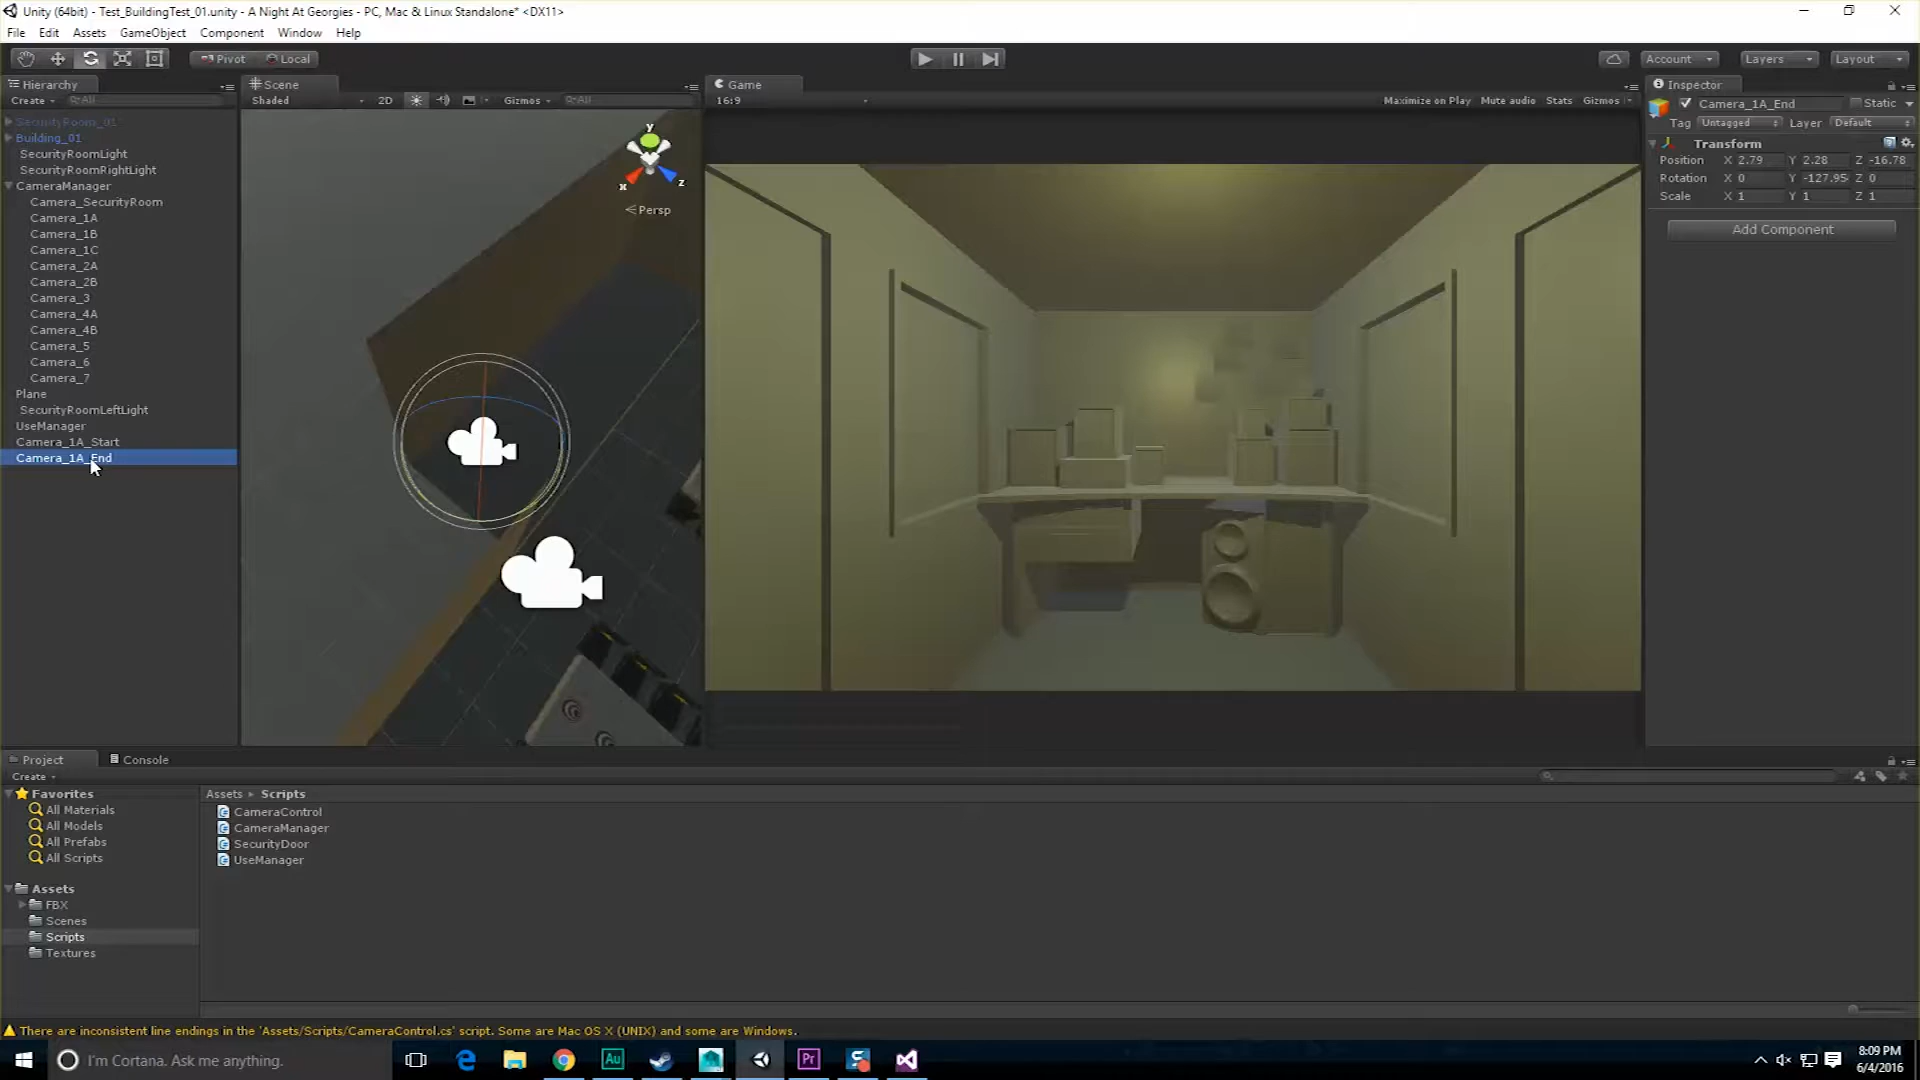 Unity (64bit) - Test_BuildingTest_01.unity - A Night At Georgies - PC, Mac & Linux Standalone* <DX11>
File Edit Assets GameObject Component Window Help
Pivot Local Account Layers Layout
Hierarchy
Create All
SecurityRoom_01
Building_01
SecurityRoomLight
SecurityRoomRightLight
CameraManager
Camera_SecurityRoom
Camera_1A
Camera_1B
Camera_1C
Camera_2A
Camera_2B
Camera_3
Camera_4A
Camera_4B
Camera_5
Camera_6
Camera_7
Plane
SecurityRoomLeftLight
UseManager
Camera_1A_Start
Camera_1A_End
Scene
Shaded 2D Gizmos All
y
x
z
Persp
Game
16:9 Maximize on Play Mute audio Stats Gizmos
Inspector
Camera_1A_End Static
Tag Untagged Layer Default
Transform
Position X 2.79 Y 2.28 Z -16.78
Rotation X 0 Y -127.95 Z 0
Scale X 1 Y 1 Z 1
Add Component
Project Console
Create
Favorites
All Materials
All Models
All Prefabs
All Scripts
Assets
FBX
Scenes
Scripts
Textures
Assets Scripts
CameraControl
CameraManager
SecurityDoor
UseManager
There are inconsistent line endings in the 'Assets/Scripts/CameraControl.cs' script. Some are Mac OS X (UNIX) and some are Windows.
I'm Cortana. Ask me anything.
Au
Pr
8:09 PM
6/4/2016